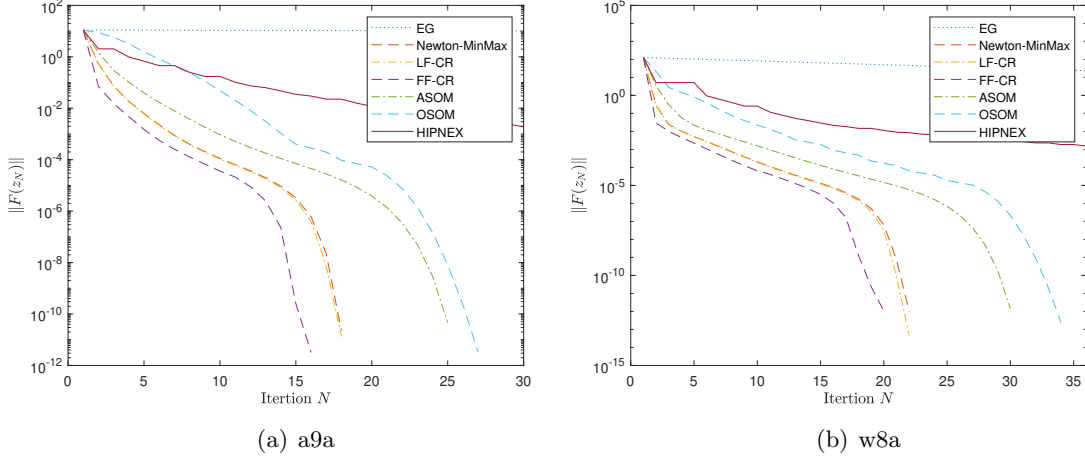 10^2
10^0
10^-2
10^-4
10^-6
10^-8
10^-10
10^-12
||F(z_N)||
0 5 10 15 20 25 30
Itertion N
EG
Newton-MinMax
LF-CR
FF-CR
ASOM
OSOM
HIPNEX
(a) a9a
10^5
10^0
10^-5
10^-10
10^-15
||F(z_N)||
0 5 10 15 20 25 30 35
Itertion N
EG
Newton-MinMax
LF-CR
FF-CR
ASOM
OSOM
HIPNEX
(b) w8a